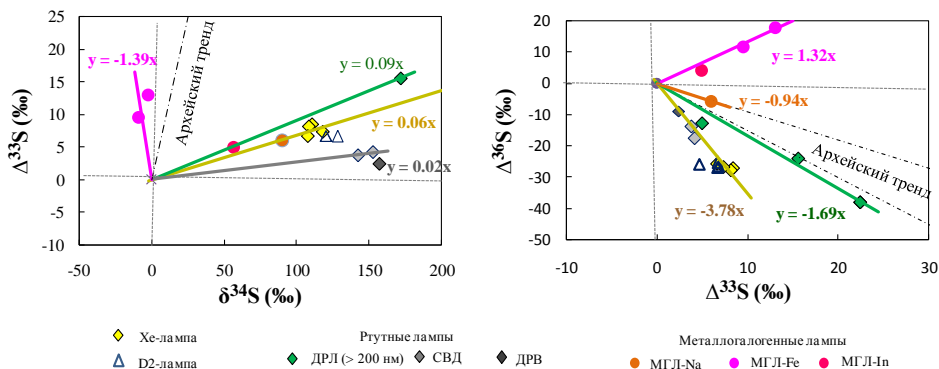 25
20
15
10
5
0
-5
-10
-50
0
50
100
150
200
Δ³³S (‰)
δ³⁴S (‰)
y = -1.39x
Архейский тренд
y = 0.09x
y = 0.06x
y = 0.02x
20
10
0
-10
-20
-30
-40
-50
-10
0
10
20
30
Δ³⁶S (‰)
Δ³³S (‰)
y = 1.32x
y = -0.94x
Архейский тренд
y = -1.69x
y = -3.78x
Xe-лампа
D2-лампа
Ртутные лампы
ДРЛ (> 200 нм)
СВД
ДРВ
Металлогалогенные лампы
МГЛ-Na
МГЛ-Fe
МГЛ-In